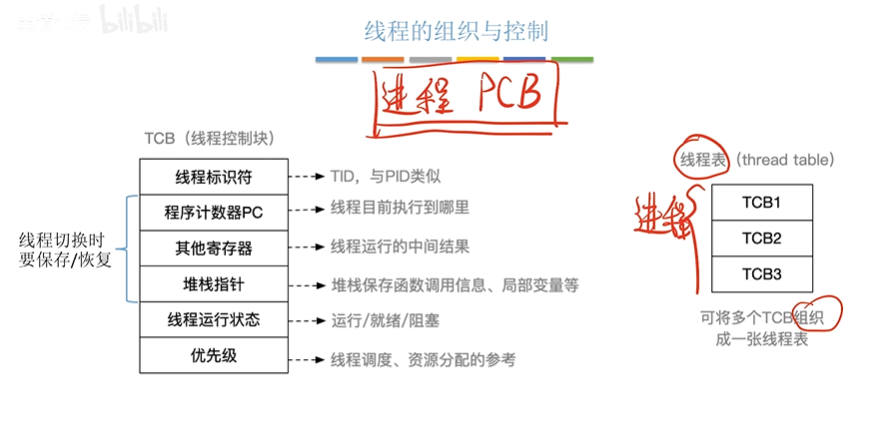 bilibili
线程的组织与控制
进程 PCB
TCB（线程控制块）
线程标识符
TID，与PID类似
程序计数器PC
线程目前执行到哪里
其他寄存器
线程运行的中间结果
堆栈指针
堆栈保存函数调用信息、局部变量等
线程运行状态
运行/就绪/阻塞
优先级
线程调度、资源分配的参考
线程切换时
要保存/恢复
线程表（thread table）
进程
TCB1
TCB2
TCB3
可将多个TCB组织
成一张线程表